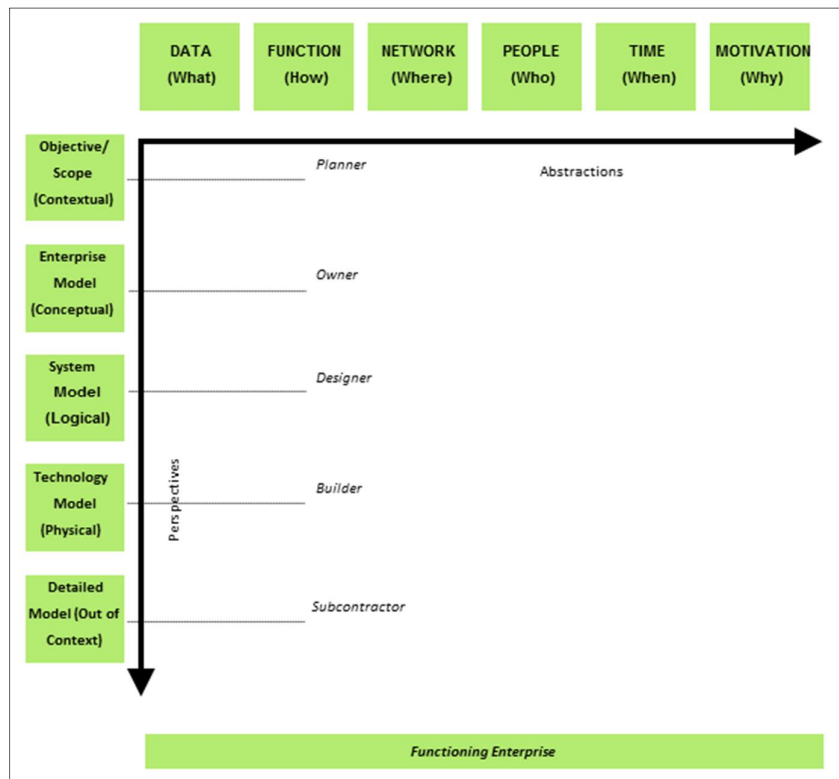 DATA
(What)
FUNCTION
(How)
NETWORK
(Where)
PEOPLE
(Who)
TIME
(When)
MOTIVATION
(Why)
Objective/
Scope
(Contextual)
Planner
Abstractions
Enterprise
Model
(Conceptual)
Owner
System
Model
(Logical)
Designer
Technology
Model
(Physical)
Builder
Perspectives
Detailed
Model (Out of
Context)
Subcontractor
Functioning Enterprise